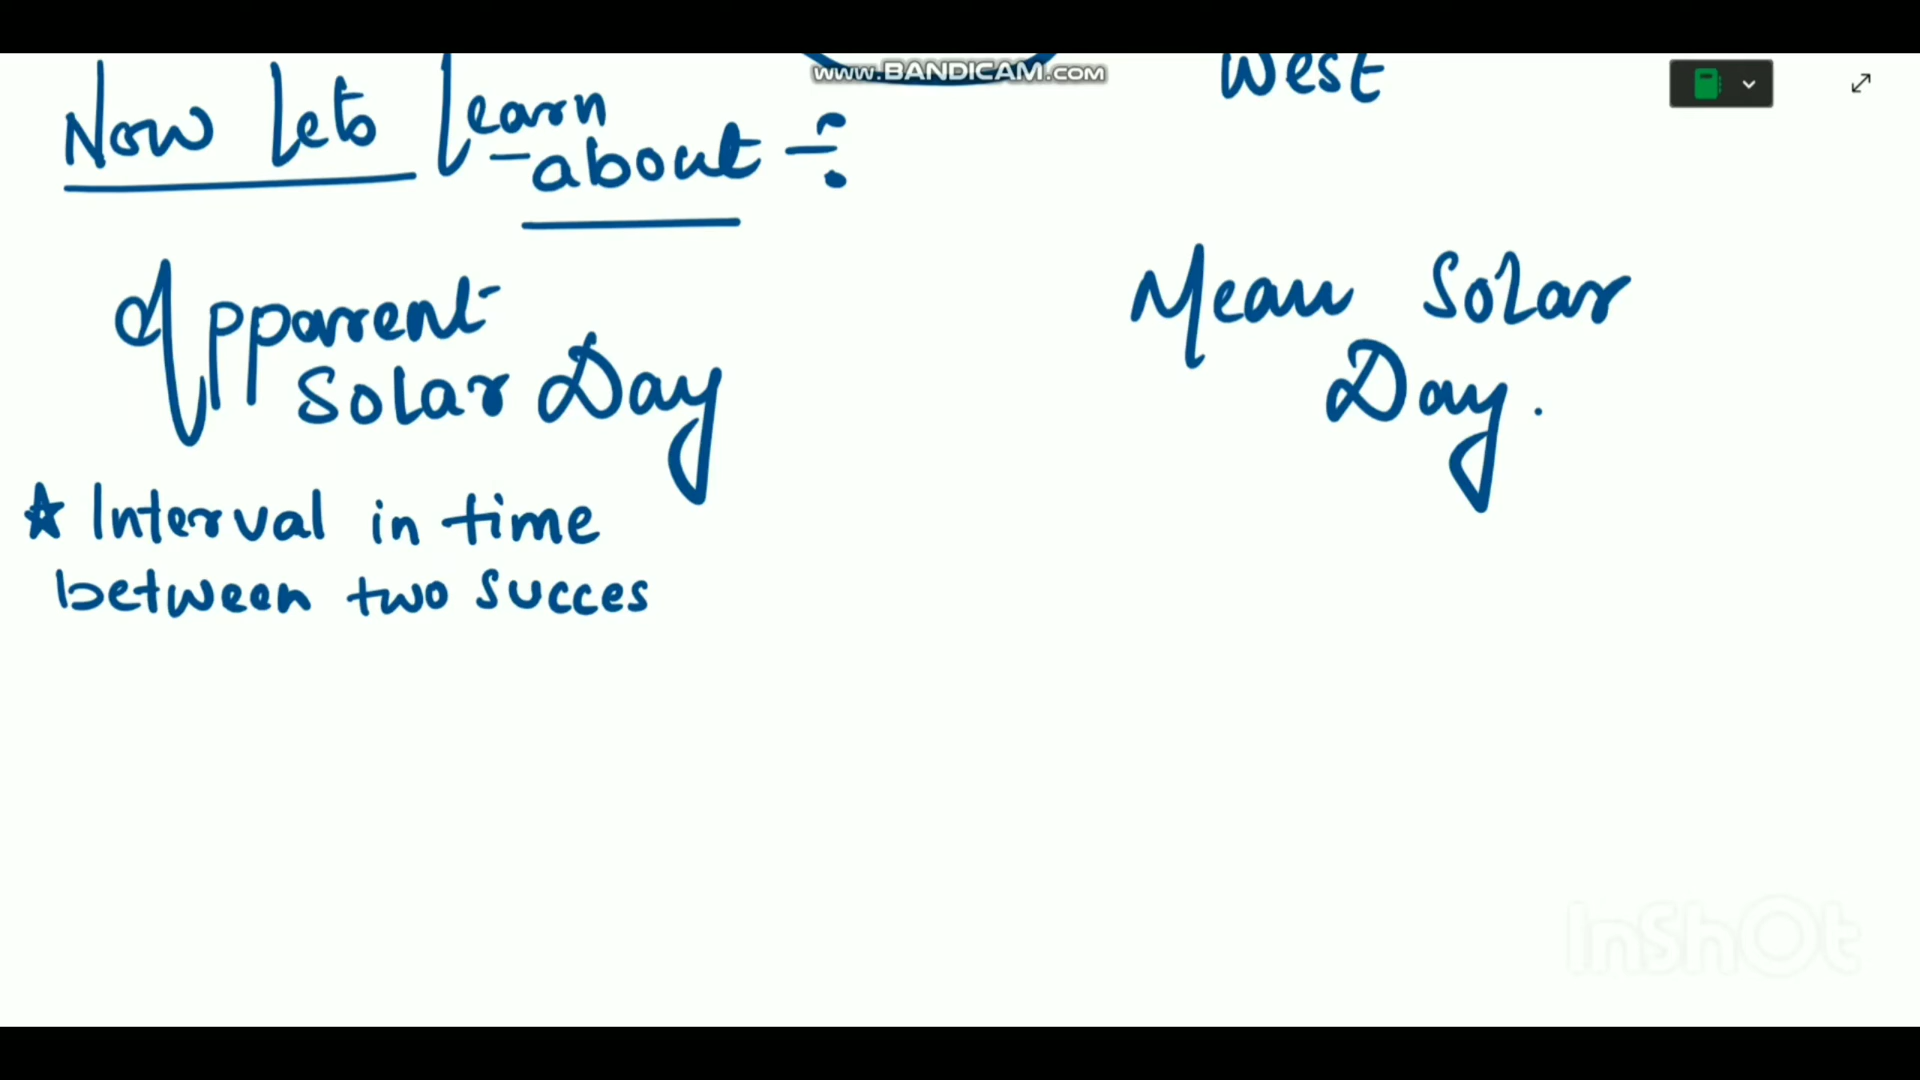 www.BANDICAM.com
West
Now lets learn
about :
Apparent
Solar Day
Mean Solar
Day.
★ Interval in time
between two Succes
InShOt